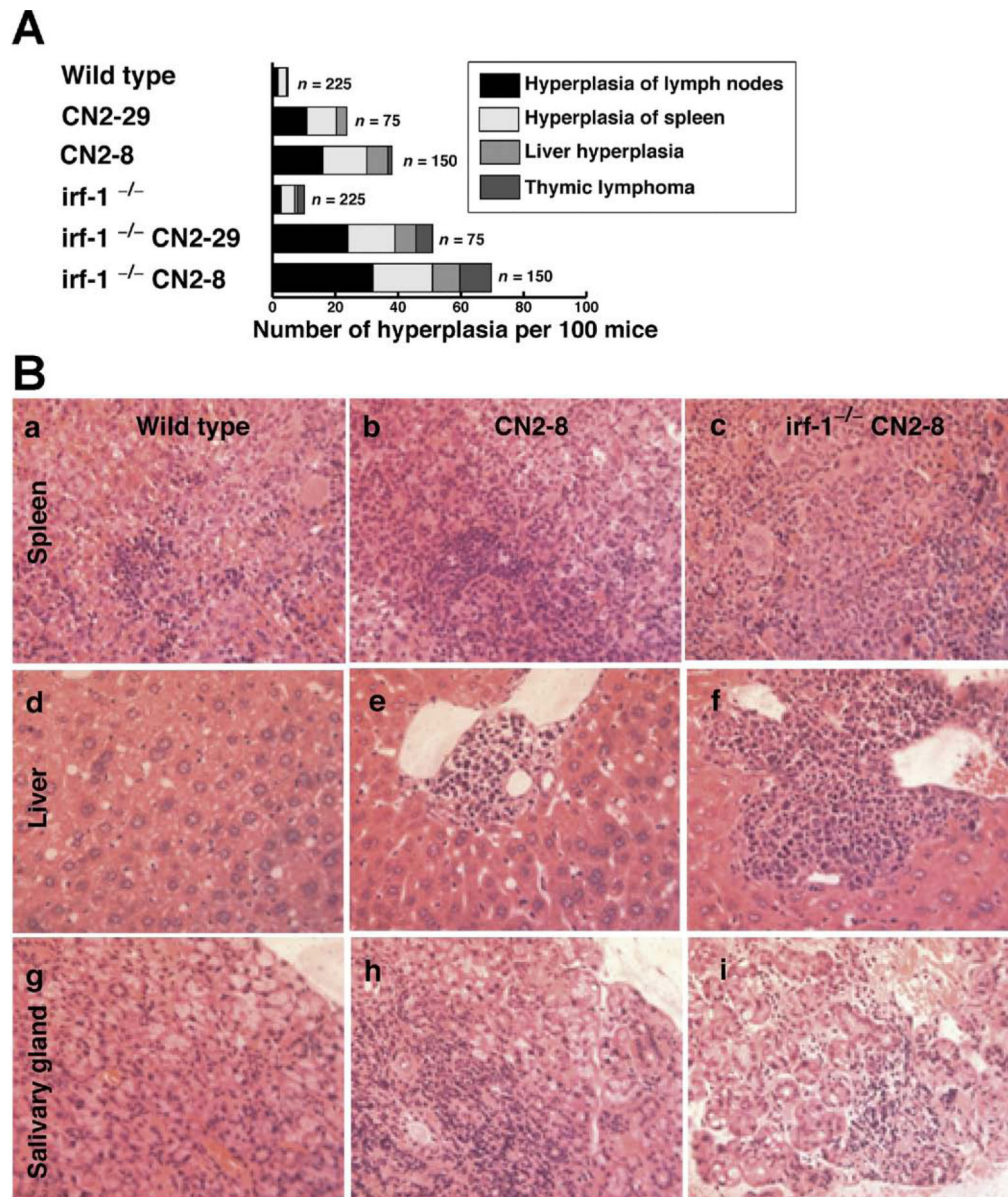 A
Wild type
n = 225
CN2-29
n = 75
CN2-8
n = 150
irf-1 −/−
n = 225
irf-1 −/− CN2-29
n = 75
irf-1 −/− CN2-8
n = 150
Hyperplasia of lymph nodes
Hyperplasia of spleen
Liver hyperplasia
Thymic lymphoma
0 20 40 60 80 100
Number of hyperplasia per 100 mice
B
Wild type
CN2-8
irf-1−/− CN2-8
Spleen
a b c
Liver
d e f
Salivary gland
g h i